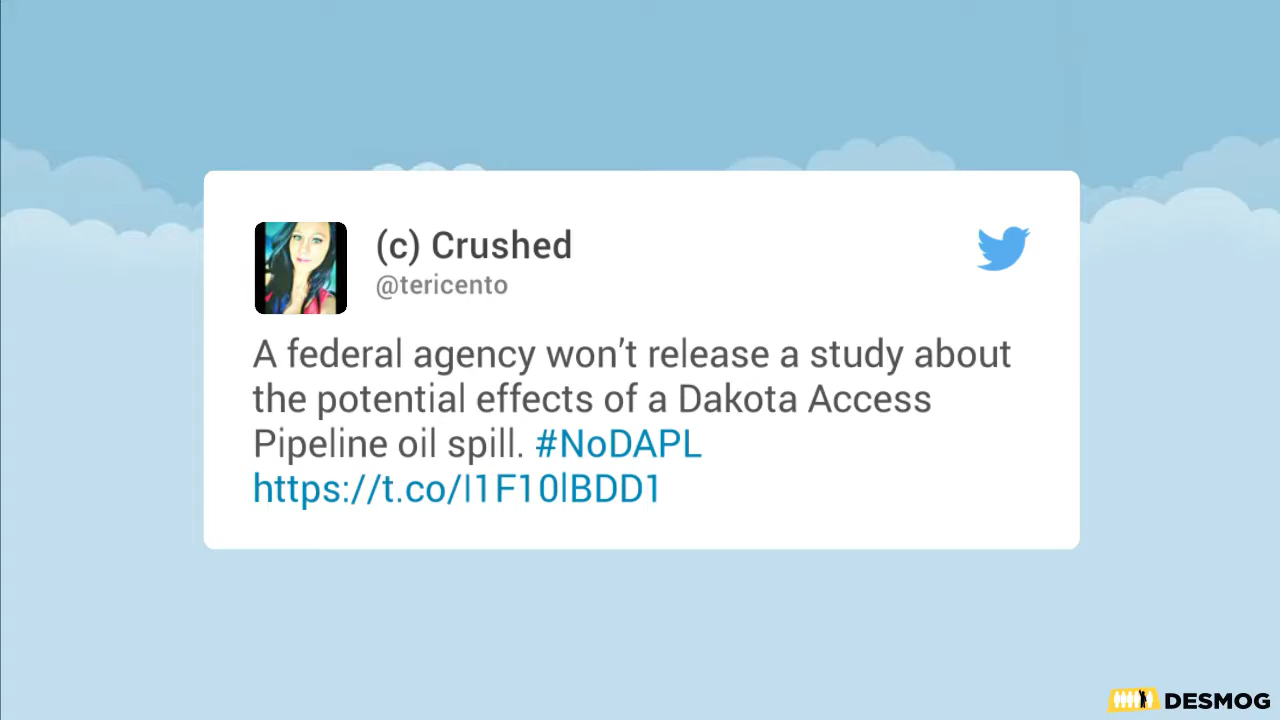 (c) Crushed
@tericento
A federal agency won't release a study about
the potential effects of a Dakota Access
Pipeline oil spill. #NoDAPL
https://t.co/I1F10lBDD1
DESMOG